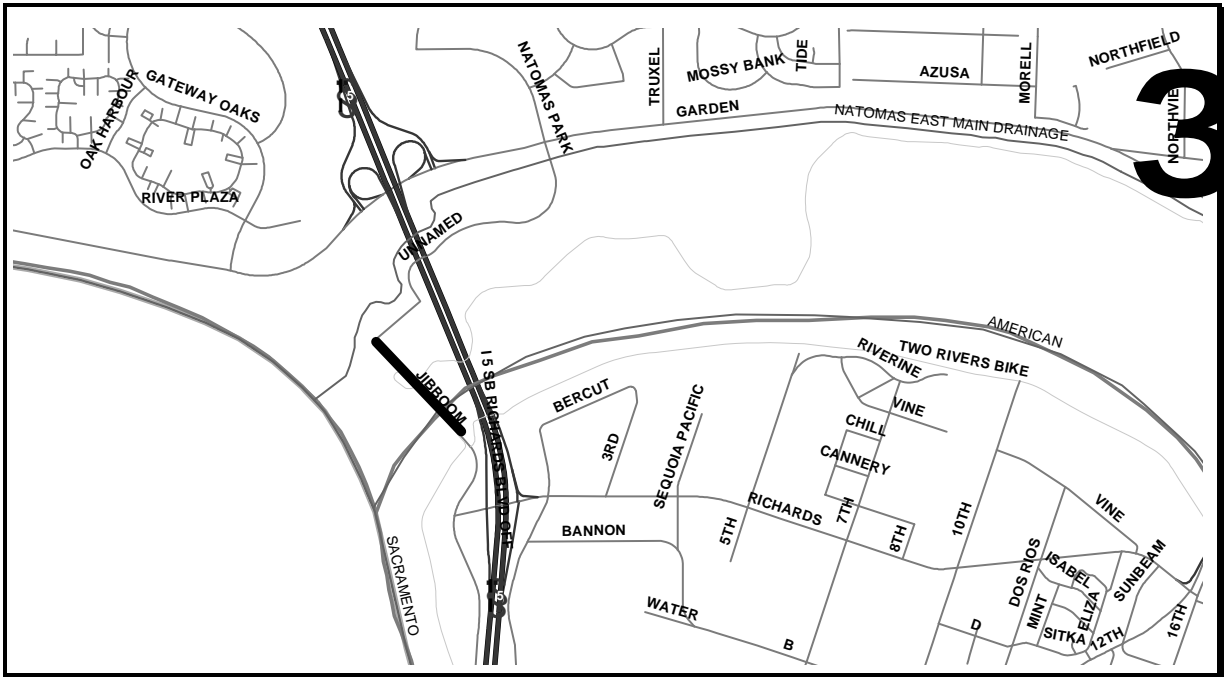 NORTHFIELD
3
GATEWAY OAKS
OAK HARBOUR
5
NATOMAS PARK
TRUXEL
MOSSY BANK
TIDE
AZUSA
MORELL
GARDEN
NATOMAS EAST MAIN DRAINAGE
NORTHVIE
RIVER PLAZA
UNNAMED
AMERICAN
TWO RIVERS BIKE
RIVERINE
JIBBOOM
I 5 SB RICHARDS BLVD OFF
BERCUT
3RD
SEQUOIA PACIFIC
VINE
CHILL
CANNERY
RICHARDS
5TH
7TH
8TH
10TH
VINE
BANNON
SACRAMENTO
5
WATER
B
D
DOS RIOS
ISABEL
SUNBEAM
MINT
ELIZA
SITKA
12TH
16TH